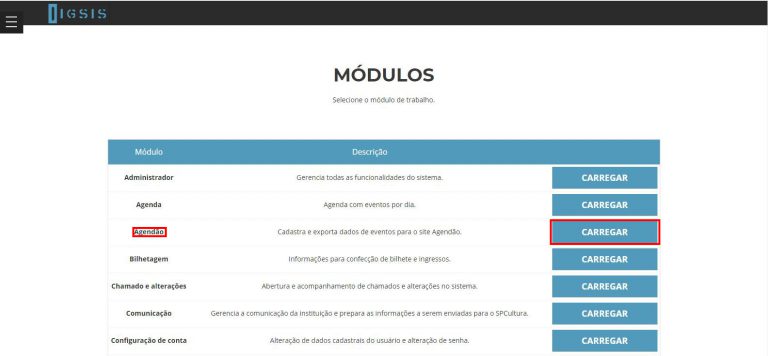 IGSIS
MÓDULOS
Selecione o módulo de trabalho.
Módulo Descrição
Administrador Gerencia todas as funcionalidades do sistema. CARREGAR
Agenda Agenda com eventos por dia. CARREGAR
Agendão Cadastra e exporta dados de eventos para o site Agendão. CARREGAR
Bilhetagem Informações para confecção de bilhete e ingressos. CARREGAR
Chamado e alterações Abertura e acompanhamento de chamados e alterações no sistema. CARREGAR
Comunicação Gerencia a comunicação da instituição e prepara as informações a serem enviadas para o SPCultura. CARREGAR
Configuração de conta Alteração de dados cadastrais do usuário e alteração de senha. CARREGAR